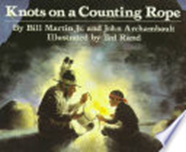 Knots on a Counting Rope
By Bill Martin Jr. and John Archambault
Illustrated by Ted Rand